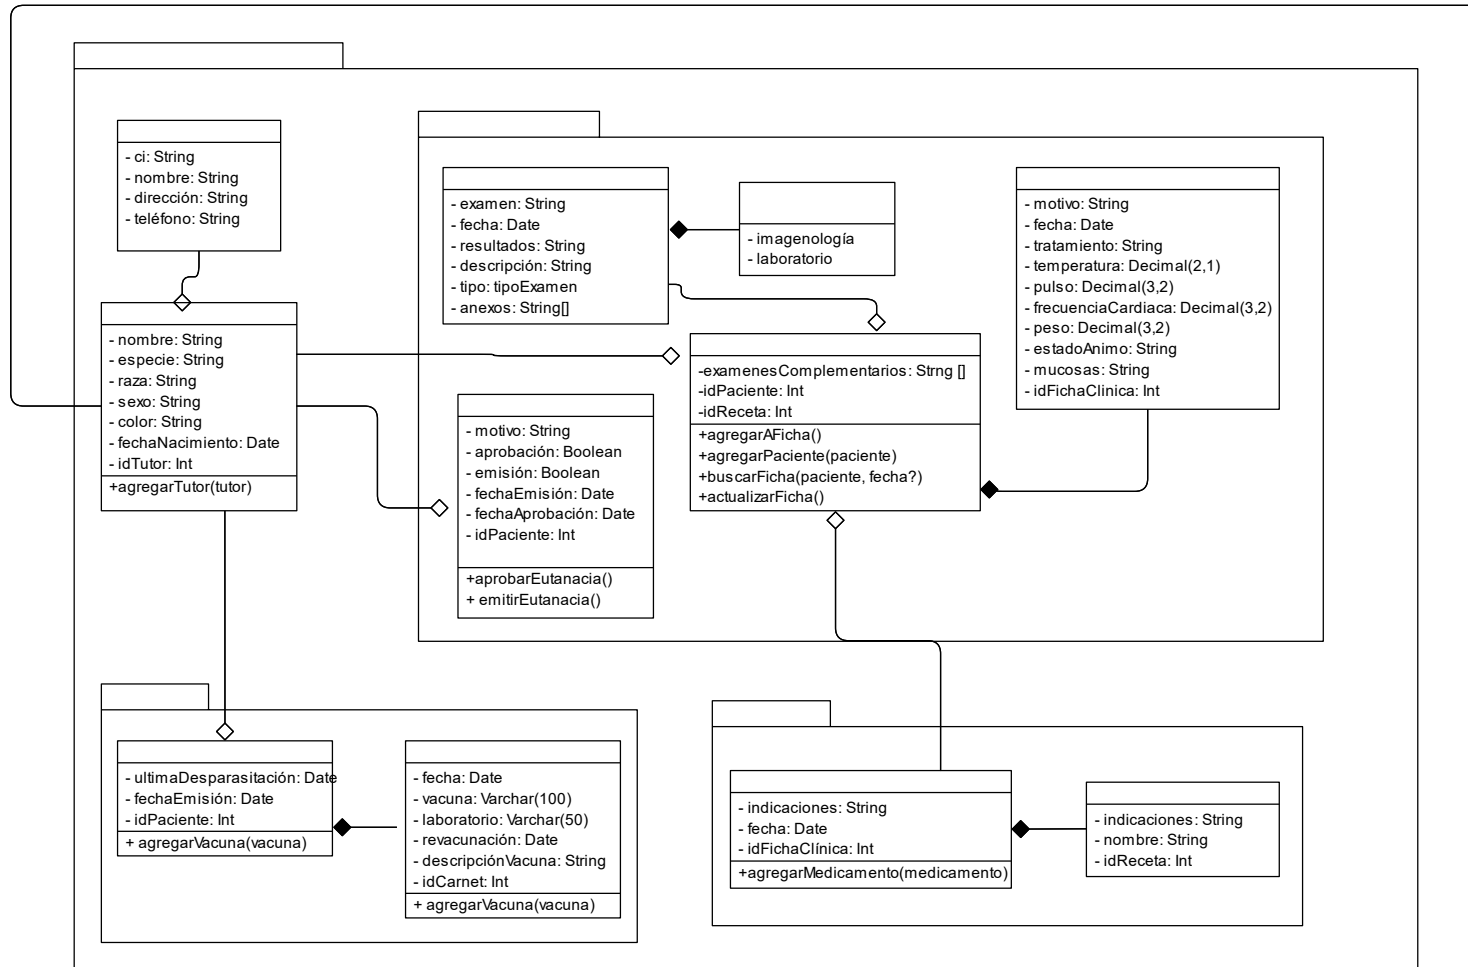 - ci: String
- nombre: String
- dirección: String
- teléfono: String
- nombre: String
- especie: String
- raza: String
- sexo: String
- color: String
- fechaNacimiento: Date
- idTutor: Int
+agregarTutor(tutor)
- examen: String
- fecha: Date
- resultados: String
- descripción: String
- tipo: tipoExamen
- anexos: String[]
- imagenología
- laboratorio
- motivo: String
- fecha: Date
- tratamiento: String
- temperatura: Decimal(2,1)
- pulso: Decimal(3,2)
- frecuenciaCardiaca: Decimal(3,2)
- peso: Decimal(3,2)
- estadoAnimo: String
- mucosas: String
- idFichaClinica: Int
-examenesComplementarios: Strng []
-idPaciente: Int
-idReceta: Int
+agregarAFicha()
+agregarPaciente(paciente)
+buscarFicha(paciente, fecha?)
+actualizarFicha()
- motivo: String
- aprobación: Boolean
- emisión: Boolean
- fechaEmisión: Date
- fechaAprobación: Date
- idPaciente: Int
+aprobarEutanacia()
+ emitirEutanacia()
- ultimaDesparasitación: Date
- fechaEmisión: Date
- idPaciente: Int
+ agregarVacuna(vacuna)
- fecha: Date
- vacuna: Varchar(100)
- laboratorio: Varchar(50)
- revacunación: Date
- descripciónVacuna: String
- idCarnet: Int
+ agregarVacuna(vacuna)
- indicaciones: String
- fecha: Date
- idFichaClínica: Int
+agregarMedicamento(medicamento)
- indicaciones: String
- nombre: String
- idReceta: Int